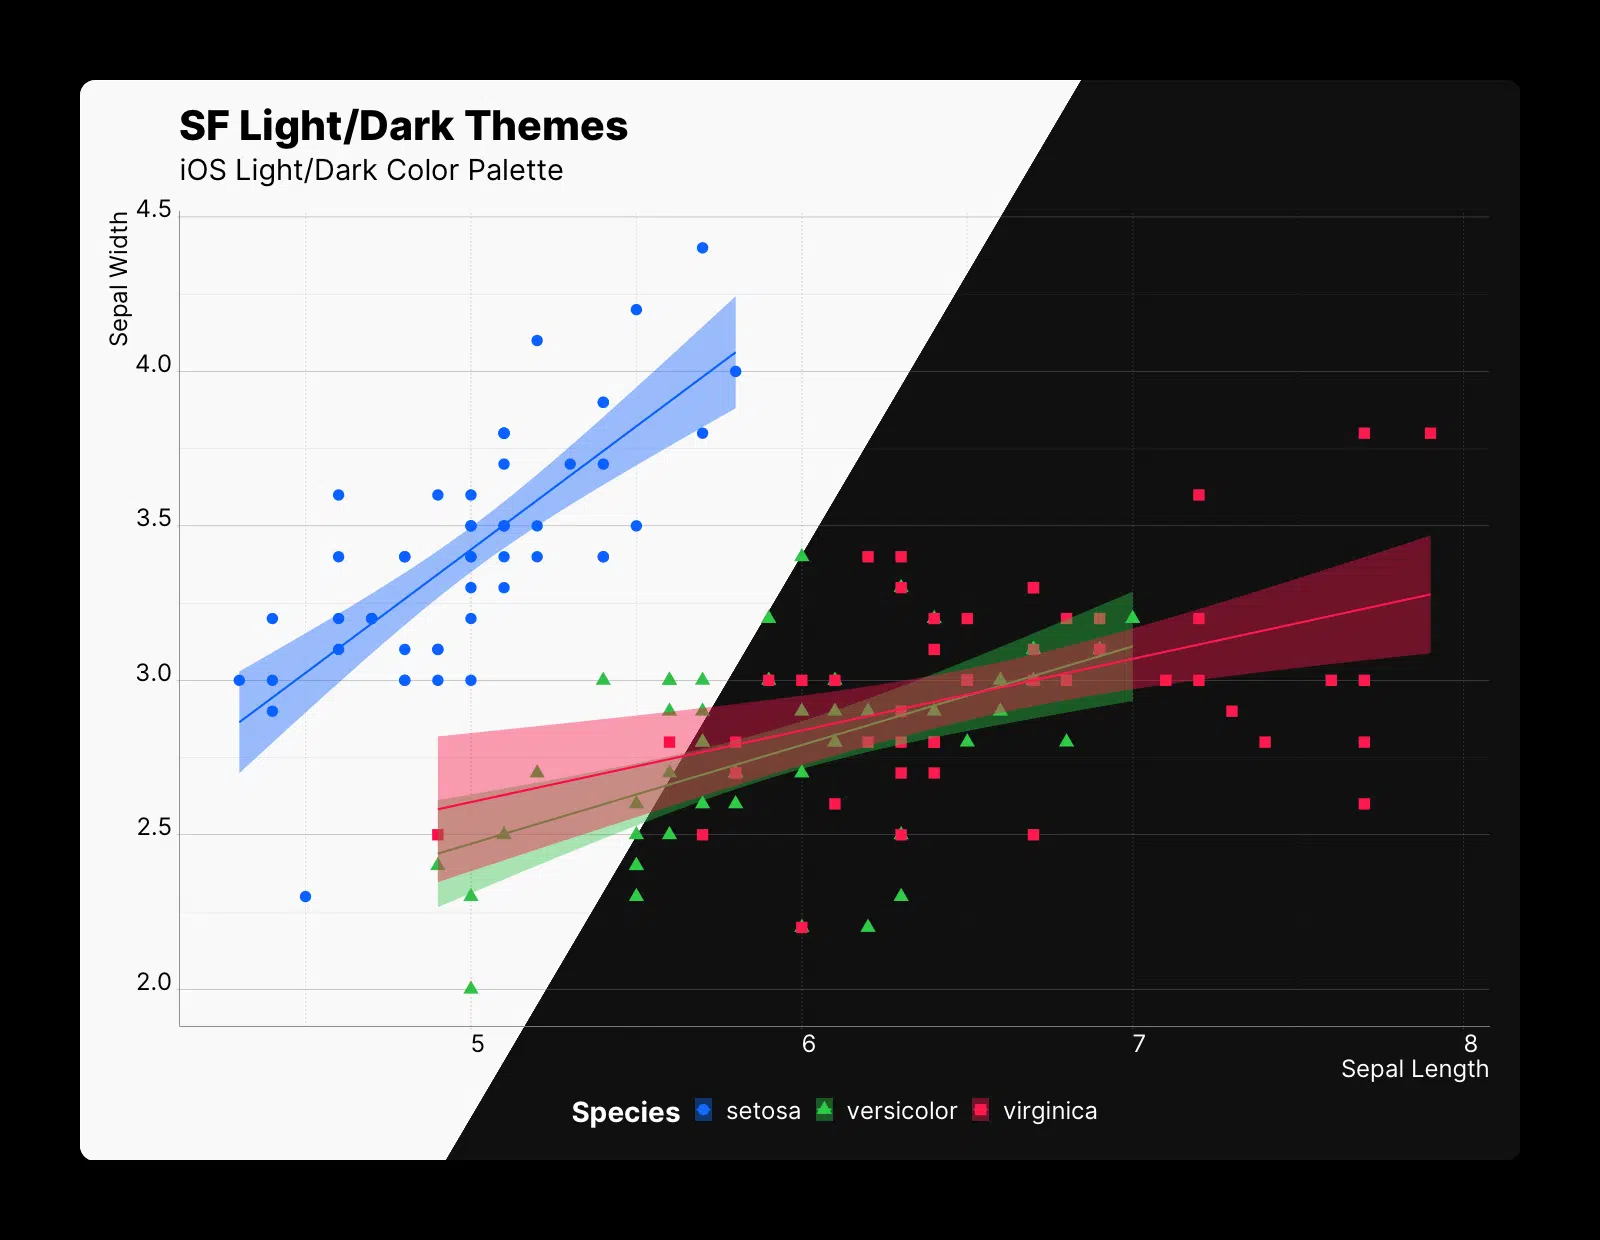 SF Light/Dark Themes
iOS Light/Dark Color Palette
Sepal Width
4.5
4.0
3.5
3.0
2.5
2.0
5 6 7 8
Sepal Length
Species setosa versicolor virginica